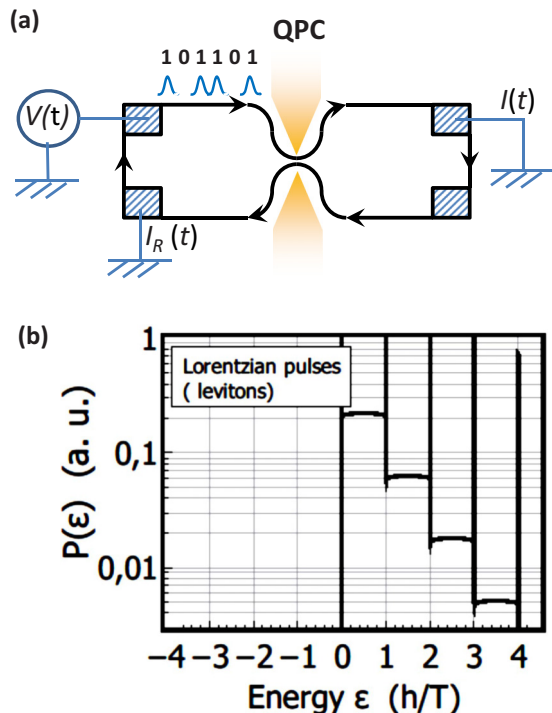 (a)
QPC
1 0 1 1 0 1
V(t)
I(t)
I_R (t)
(b)
Lorentzian pulses
( levitons)
P(ε) (a. u.)
1
0,1
0,01
−4 −3 −2 −1 0 1 2 3 4
Energy ε (h/T)